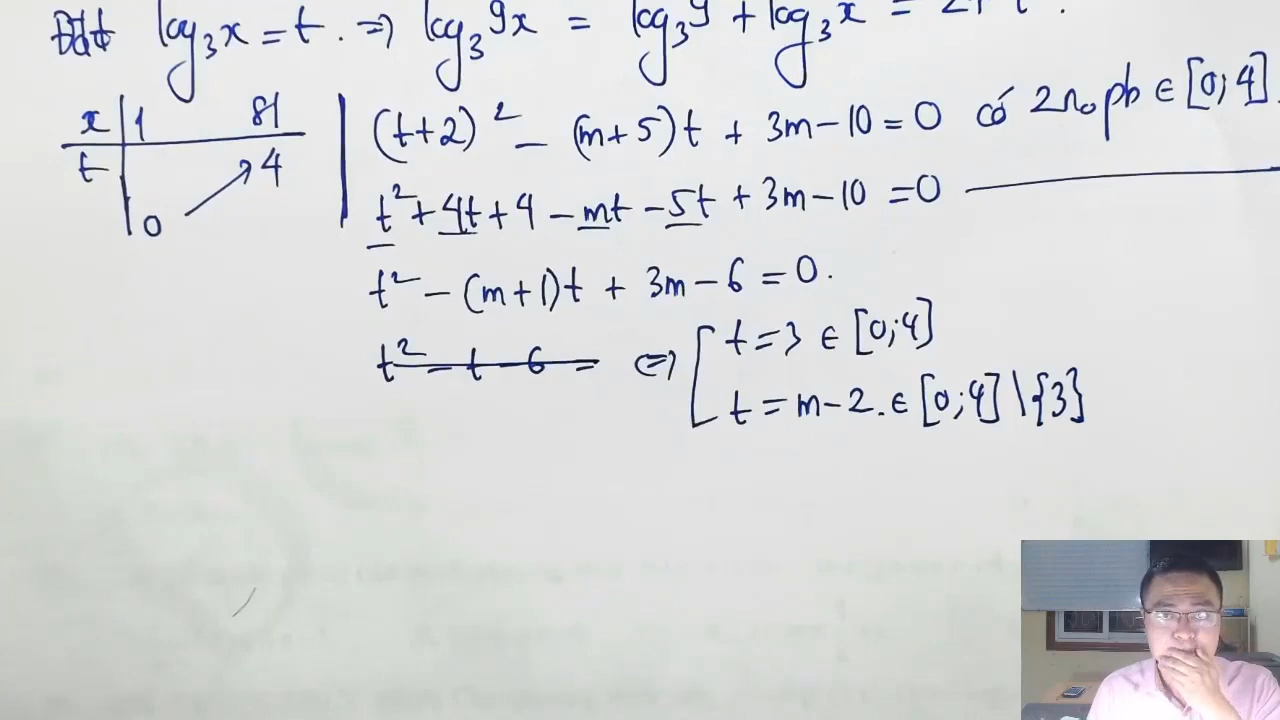 Đặt log₃x = t. ⇒ log₃9x = log₃9 + log₃x = 2+t.
x 1 81
t 0 4
(t+2)² − (m+5)t + 3m−10 = 0 có 2no pb ∈ [0;4].
t² + 4t + 4 − mt − 5t + 3m − 10 = 0
t² − (m+1)t + 3m − 6 = 0.
t² − t − 6 = ⇔ [ t = 3 ∈ [0;4]
t = m − 2. ∈ [0;4] \ {3}